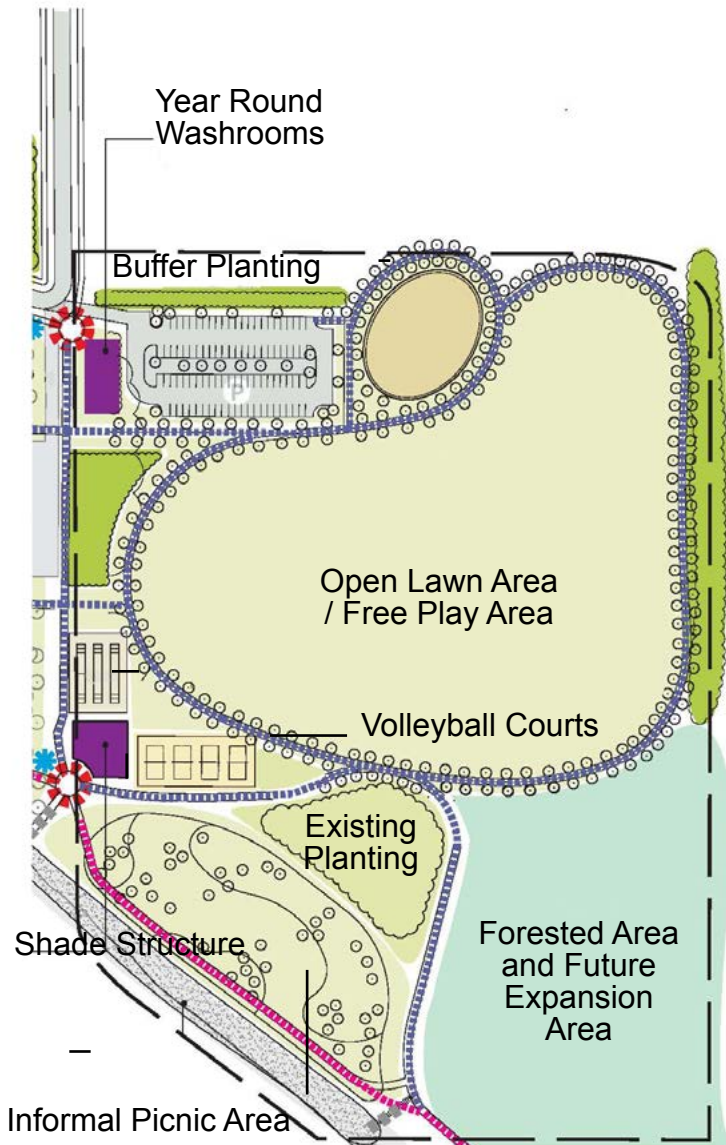 Year Round
Washrooms
Buffer Planting
P
Open Lawn Area
/ Free Play Area
Volleyball Courts
Existing
Planting
Shade Structure
Forested Area
and Future
Expansion
Area
Informal Picnic Area